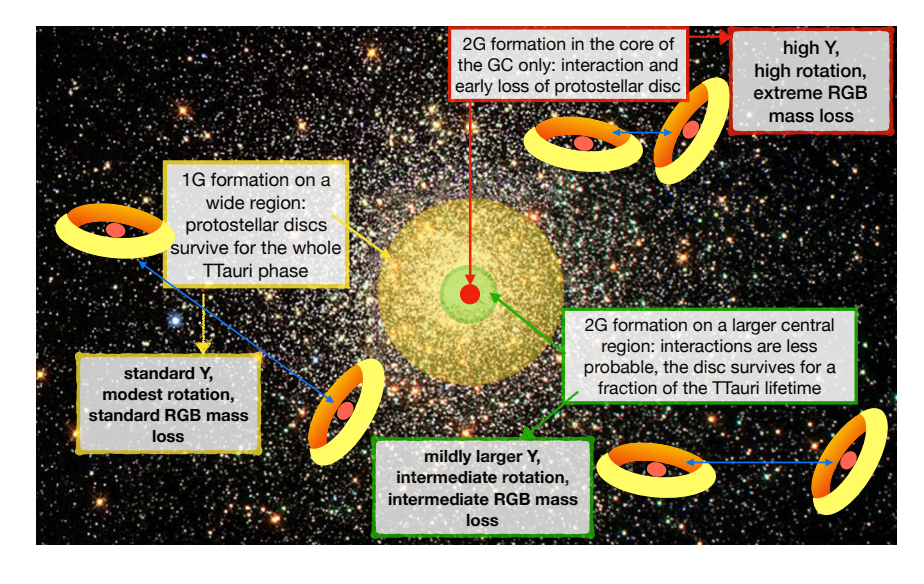 2G formation in the core of
the GC only: interaction and
early loss of protostellar disc
high Y,
high rotation,
extreme RGB
mass loss
1G formation on a
wide region:
protostellar discs
survive for the whole
TTauri phase
standard Y,
modest rotation,
standard RGB mass
loss
2G formation on a larger central
region: interactions are less
probable, the disc survives for a
fraction of the TTauri lifetime
mildly larger Y,
intermediate rotation,
intermediate RGB mass
loss